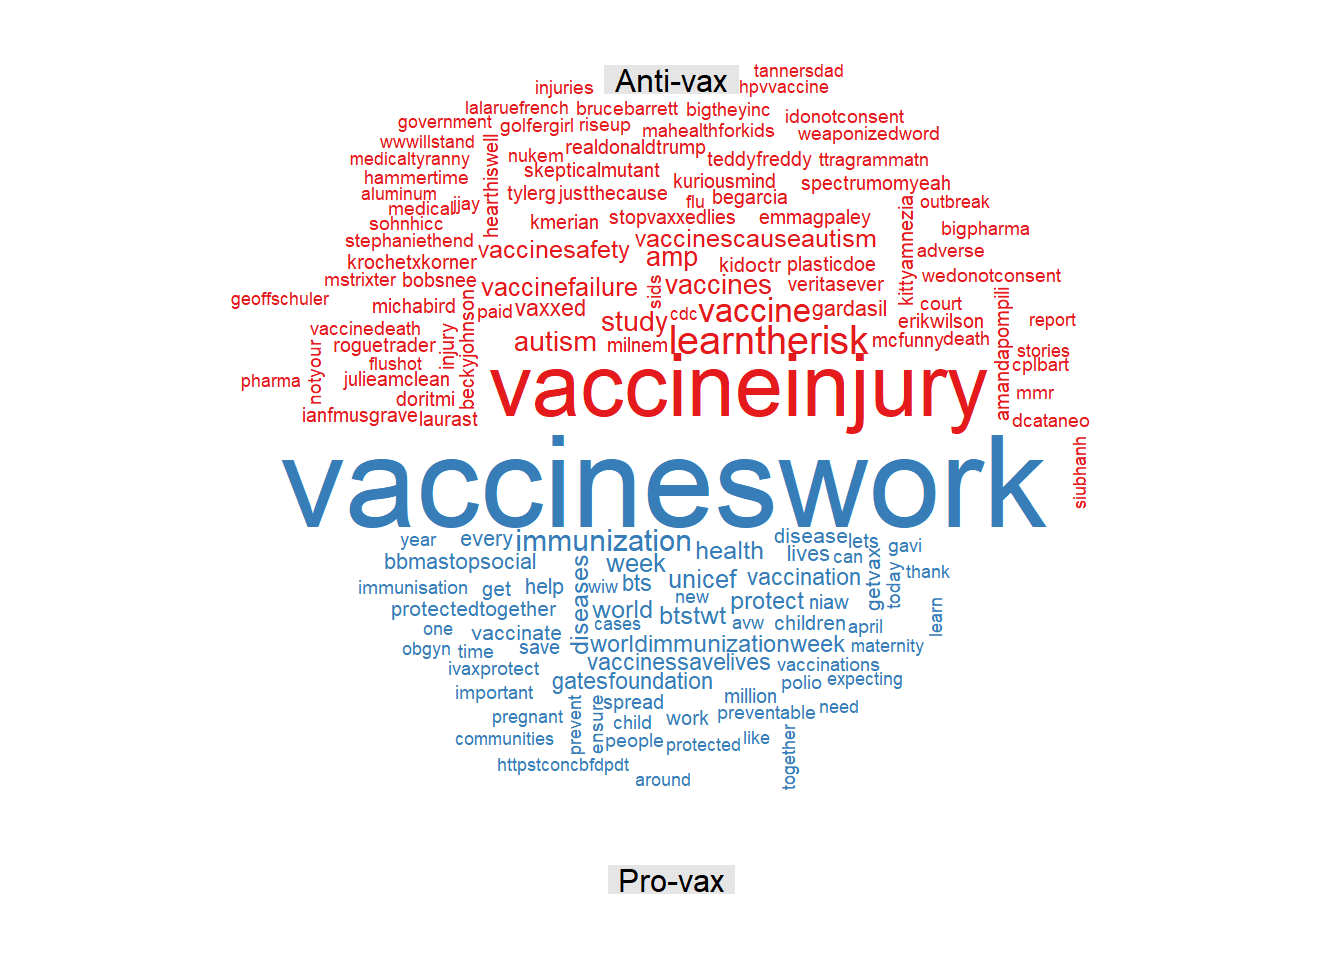 tannersdad
Anti-vax
injuries
hpvvaccine
lalaruefrench brucebarrett bigtheyinc
idonotconsent
government
golfergirl riseup
mahealthforkids
weaponizedword
wwwillstand
hearthiswell
realdonaldtrump
medicaltyranny
nukem
teddyfreddy ttragrammatn
hammertime
skepticalmutant
kuriousmind
spectrumomyeah
aluminum
tylerg justthecause
flu
begarcia
outbreak
medical
jjay
kmerian
stopvaxxedlies
emmagpaley
kittyamnezia
sohnhicc
bigpharma
stephaniethend
vaccinesafety
vaccinescauseautism
adverse
krochetxkorner
amp
kidoctr
plasticdoe
wedonotconsent
mstrixter
bobsnee
vaccinefailure
sids
vaccines
veritasever
geoffschuler
michabird
beckyjohnson
paid
vaxxed
study
cdc
vaccine
gardasil
court
amandapompili
vaccinedeath
injury
erikwilson
report
roguetrader
autism
milnem
learntherisk
mcfunny
death
stories
notyour
flushot
cplbart
pharma
julieamclean
vaccineinjury
mmr
doritmi
ianfmusgrave
laurast
dcataneo
siubhanh
vaccineswork
year
every
immunization
health
disease
lets
lives
can
gavi
bbmastopsocial
week
getvax
today
thank
immunisation
get
help
diseases
wiw
bts
unicef
vaccination
new
protectedtogether
world
btstwt
protect
niaw
learn
one
vaccinate
cases
avw
children
april
obgyn
time
save
worldimmunizationweek
maternity
ivaxprotect
vaccinessavelives
vaccinations
important
gatesfoundation
polio
expecting
million
pregnant
prevent
ensure
spread
preventable
need
child
work
communities
people
protected
like
together
httpstconcbfdpdt
around
Pro-vax